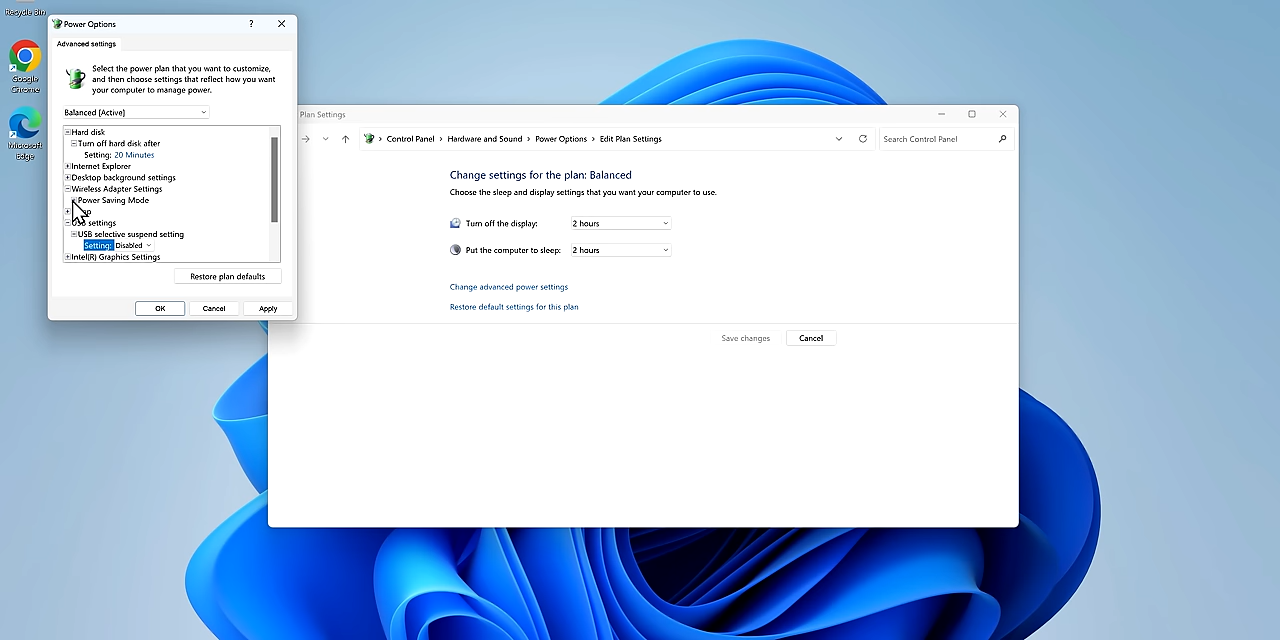 Recycle Bin
Google
Chrome
Microsoft
Edge
Power Options
?
Advanced settings
Select the power plan that you want to customize,
and then choose settings that reflect how you want
your computer to manage power.
Balanced [Active]
Hard disk
Turn off hard disk after
Setting: 20 Minutes
Internet Explorer
Desktop background settings
Wireless Adapter Settings
Power Saving Mode
settings
USB selective suspend setting
Setting: Disabled
Intel(R) Graphics Settings
Restore plan defaults
OK
Cancel
Apply
Plan Settings
Control Panel
Hardware and Sound
Power Options
Edit Plan Settings
Search Control Panel
Change settings for the plan: Balanced
Choose the sleep and display settings that you want your computer to use.
Turn off the display:
2 hours
Put the computer to sleep:
2 hours
Change advanced power settings
Restore default settings for this plan
Save changes
Cancel